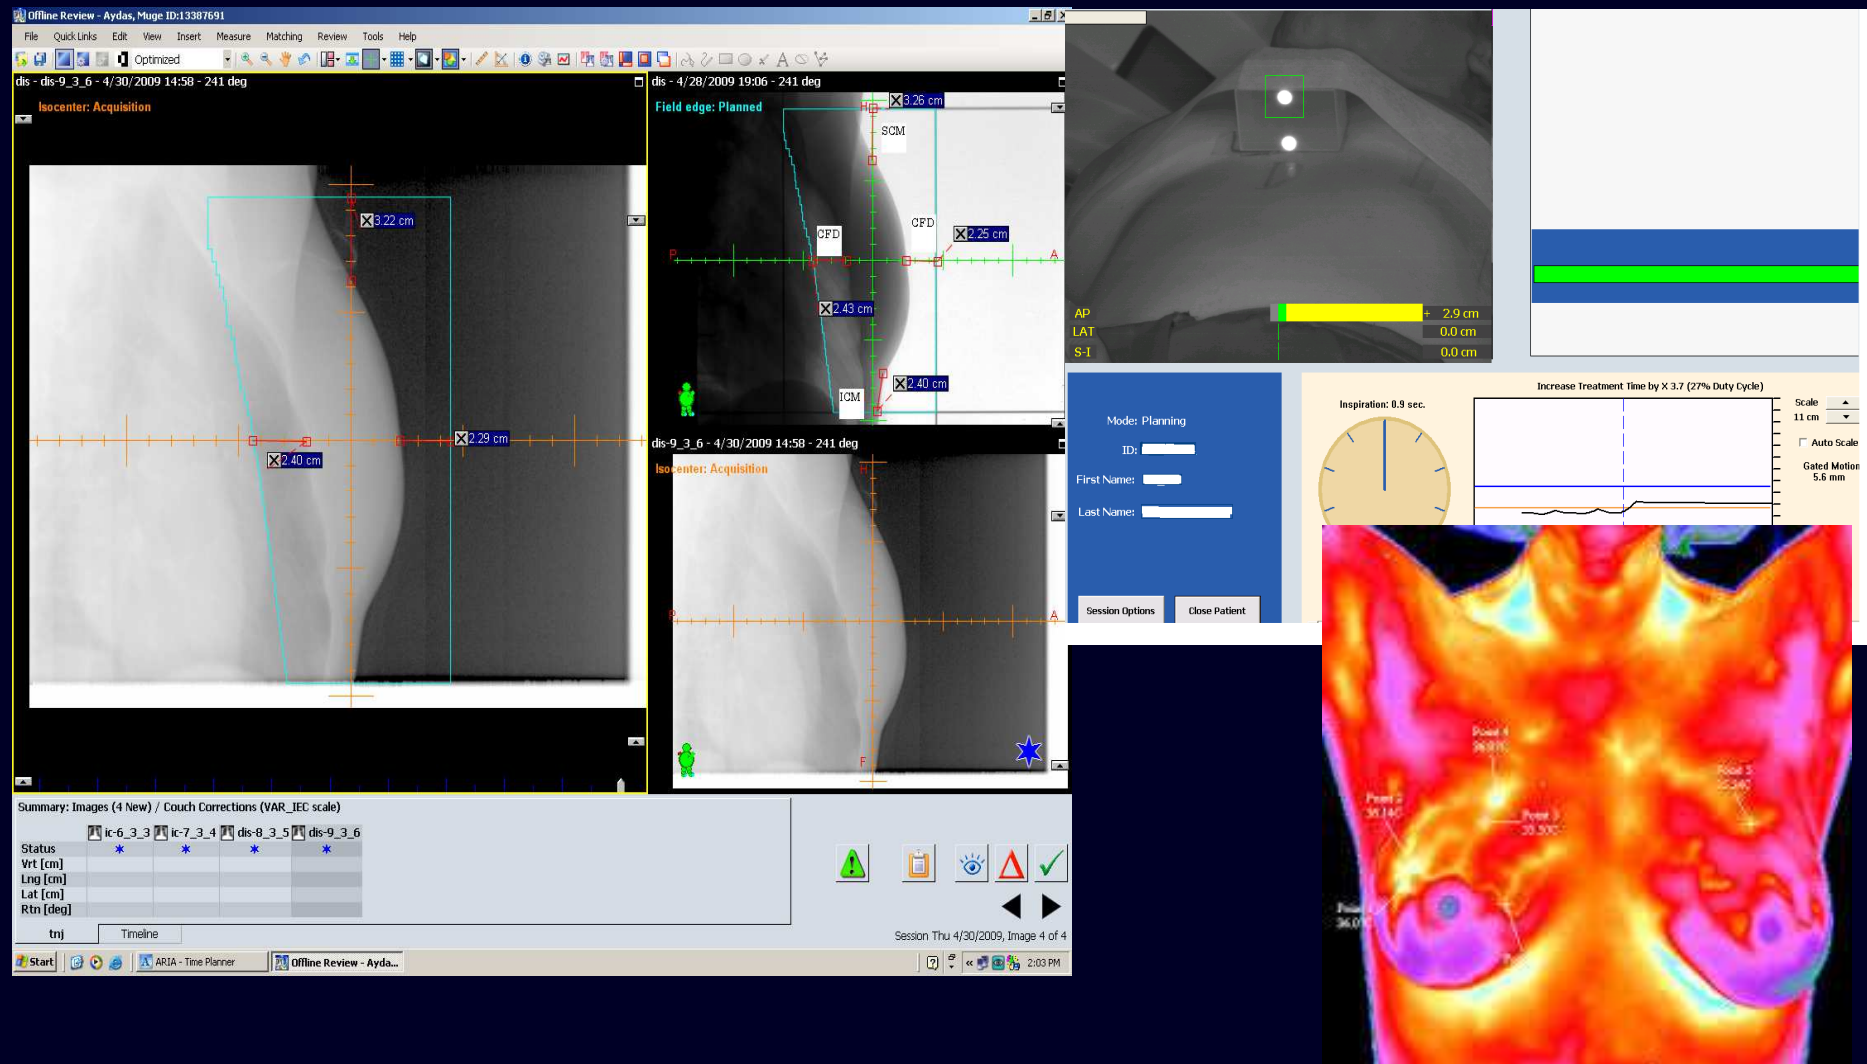 Offline Review - Aydas, Muge ID:13387691
File Quick Links Edit View Insert Measure Matching Review Tools Help
Optimized
dis - dis-9_3_6 - 4/30/2009 14:58 - 241 deg
Isocenter: Acquisition
3.22 cm
2.29 cm
2.40 cm
dis - 4/28/2009 19:06 - 241 deg
Field edge: Planned
H
3.26 cm
SCM
CFD
CFD
2.25 cm
P
A
2.43 cm
2.40 cm
ICM
dis-9_3_6 - 4/30/2009 14:58 - 241 deg
Isocenter: Acquisition
H
P
A
F
Summary: Images (4 New) / Couch Corrections (VAR_IEC scale)
ic-6_3_3 ic-7_3_4 dis-8_3_5 dis-9_3_6
Status
Vrt [cm]
Lng [cm]
Lat [cm]
Rtn [deg]
tnj Timeline
Session Thu 4/30/2009, Image 4 of 4
Start ARIA - Time Planner Offline Review - Ayda... 2:03 PM
AP + 2.9 cm
LAT 0.0 cm
S-I 0.0 cm
Mode: Planning
ID:
First Name:
Last Name:
Session Options Close Patient
Increase Treatment Time by X 3.7 (27% Duty Cycle)
Inspiration: 0.9 sec.
Scale
11 cm
Auto Scale
Gated Motion
5.6 mm
Point 4
Point 2
36.14C
Point 3